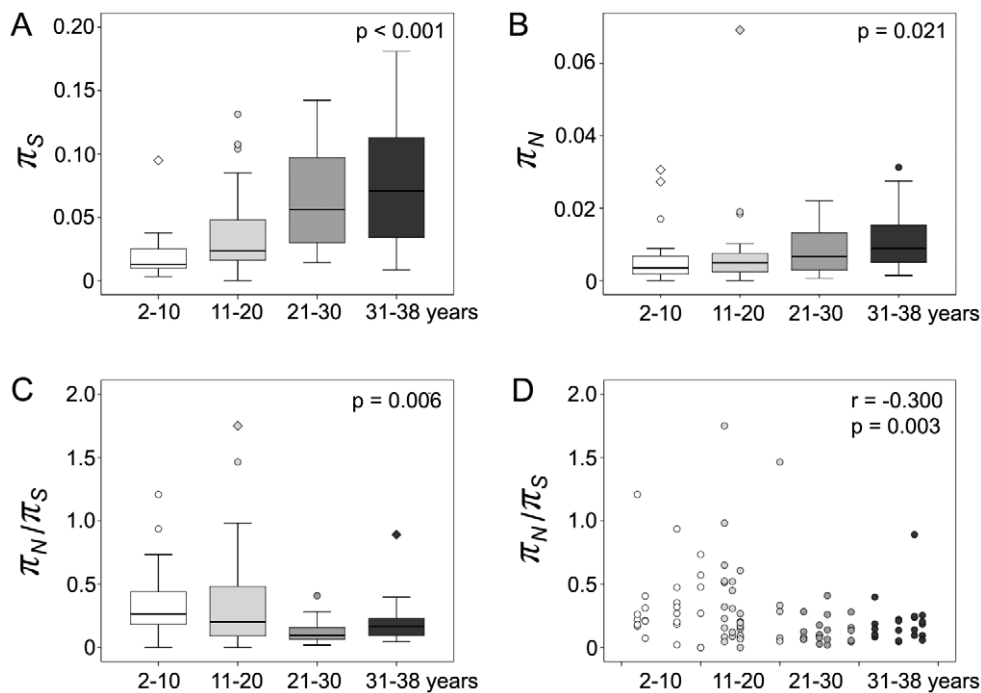 A
p < 0.001
πS
0.20
0.15
0.10
0.05
0
2-10 11-20 21-30 31-38 years
B
p = 0.021
πN
0.06
0.04
0.02
0
2-10 11-20 21-30 31-38 years
C
p = 0.006
πN/πS
2.0
1.5
1.0
0.5
0
2-10 11-20 21-30 31-38 years
D
r = -0.300
p = 0.003
πN/πS
2.0
1.5
1.0
0.5
0
2-10 11-20 21-30 31-38 years